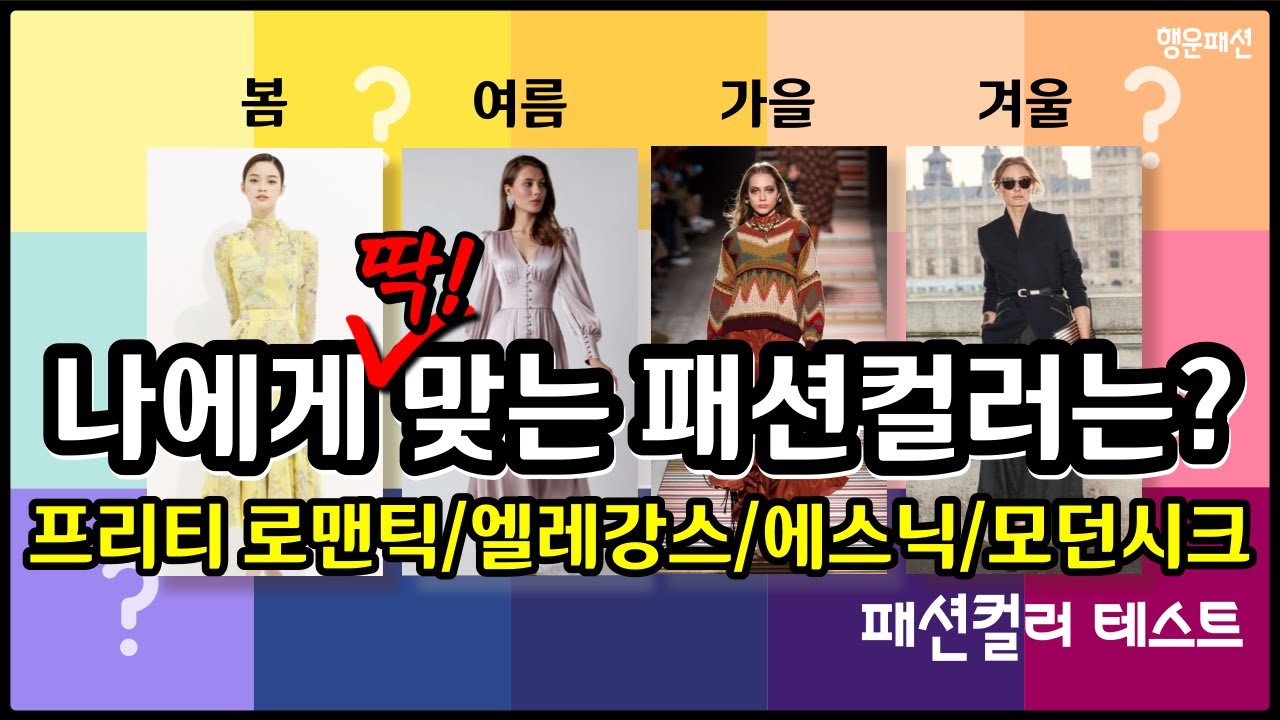 행운패션
봄 ? 여름 가을 겨울 ?
딱!
나에게 맞는 패션컬러는?
프리티 로맨틱/엘레강스/에스닉/모던시크
?
패션컬러 테스트